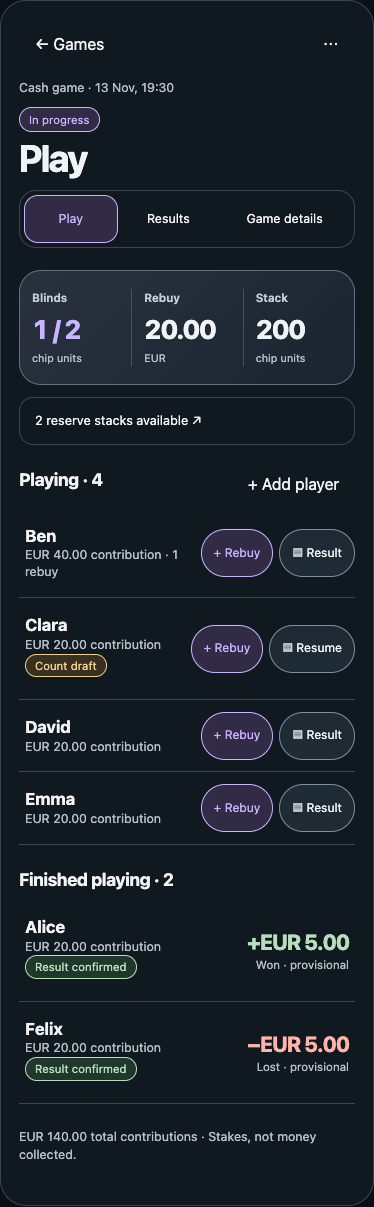 ← Games ...
Cash game · 13 Nov, 19:30
In progress
Play
Play Results Game details
Blinds Rebuy Stack
1 / 2 20.00 200
chip units EUR chip units
2 reserve stacks available ↗
Playing · 4 + Add player
Ben
EUR 40.00 contribution · 1
rebuy
+ Rebuy Result
Clara
EUR 20.00 contribution
Count draft
+ Rebuy Resume
David
EUR 20.00 contribution
+ Rebuy Result
Emma
EUR 20.00 contribution
+ Rebuy Result
Finished playing · 2
Alice
EUR 20.00 contribution
Result confirmed
+EUR 5.00
Won · provisional
Felix
EUR 20.00 contribution
Result confirmed
−EUR 5.00
Lost · provisional
EUR 140.00 total contributions · Stakes, not money
collected.